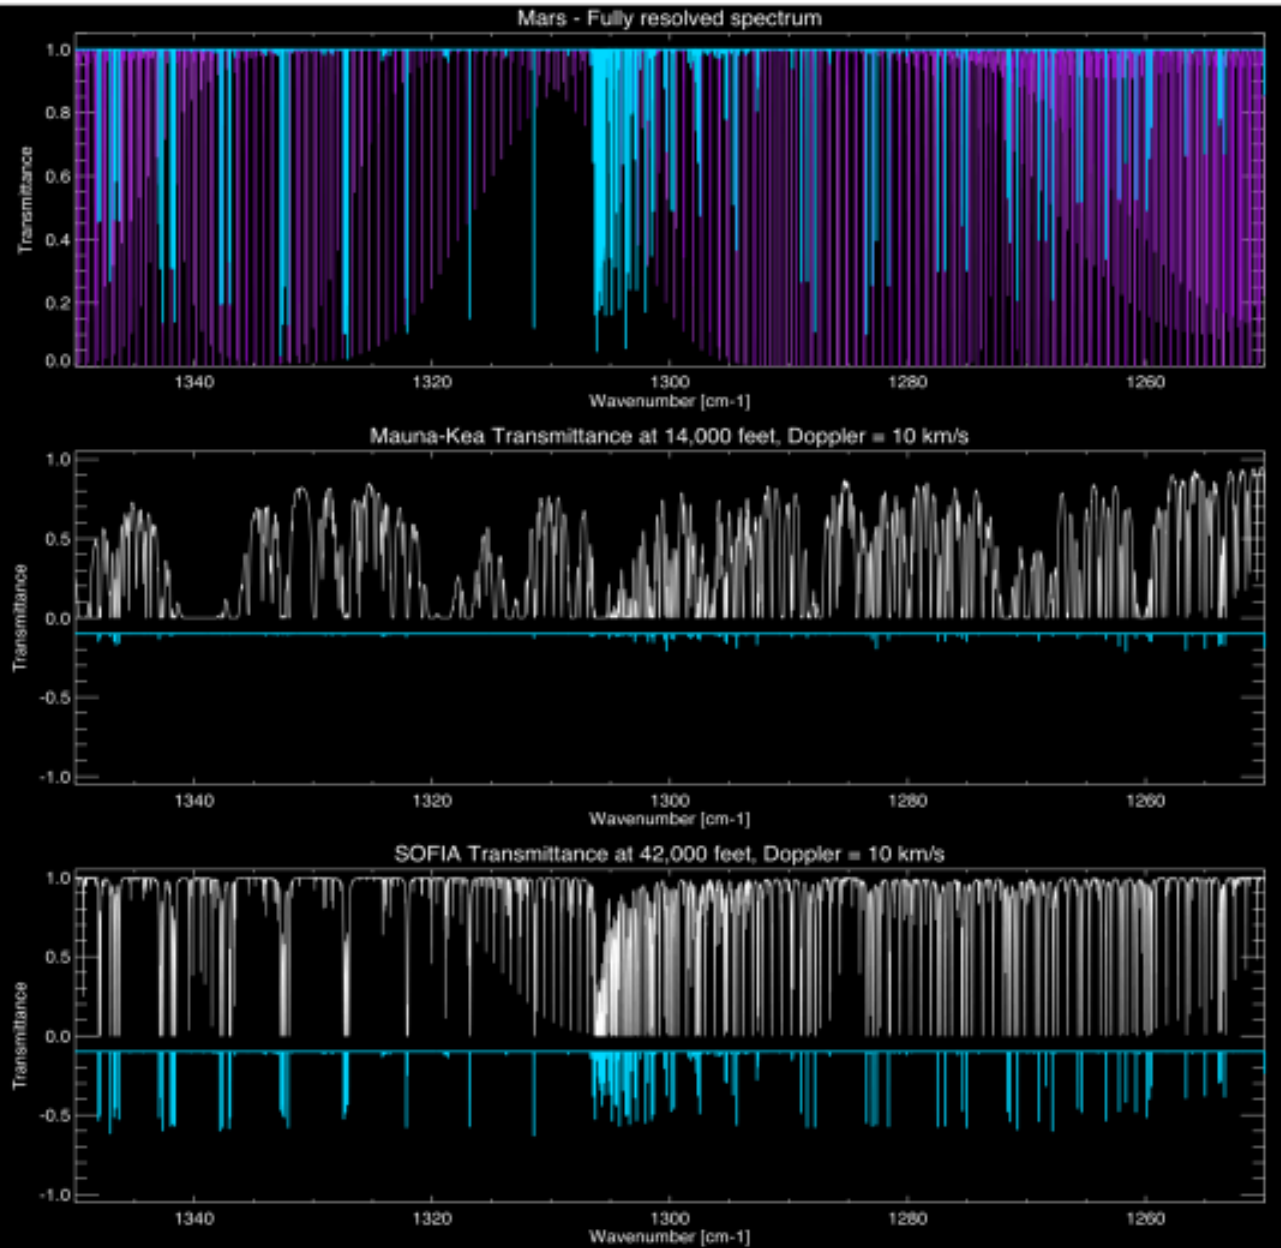 Mars - Fully resolved spectrum
1.0
0.8
0.6
0.4
0.2
0.0
Transmittance
1340 1320 1300 1280 1260
Wavenumber [cm-1]
Mauna-Kea Transmittance at 14,000 feet, Doppler = 10 km/s
1.0
0.5
0.0
-0.5
-1.0
Transmittance
1340 1320 1300 1280 1260
Wavenumber [cm-1]
SOFIA Transmittance at 42,000 feet, Doppler = 10 km/s
1.0
0.5
0.0
-0.5
-1.0
Transmittance
1340 1320 1300 1280 1260
Wavenumber [cm-1]